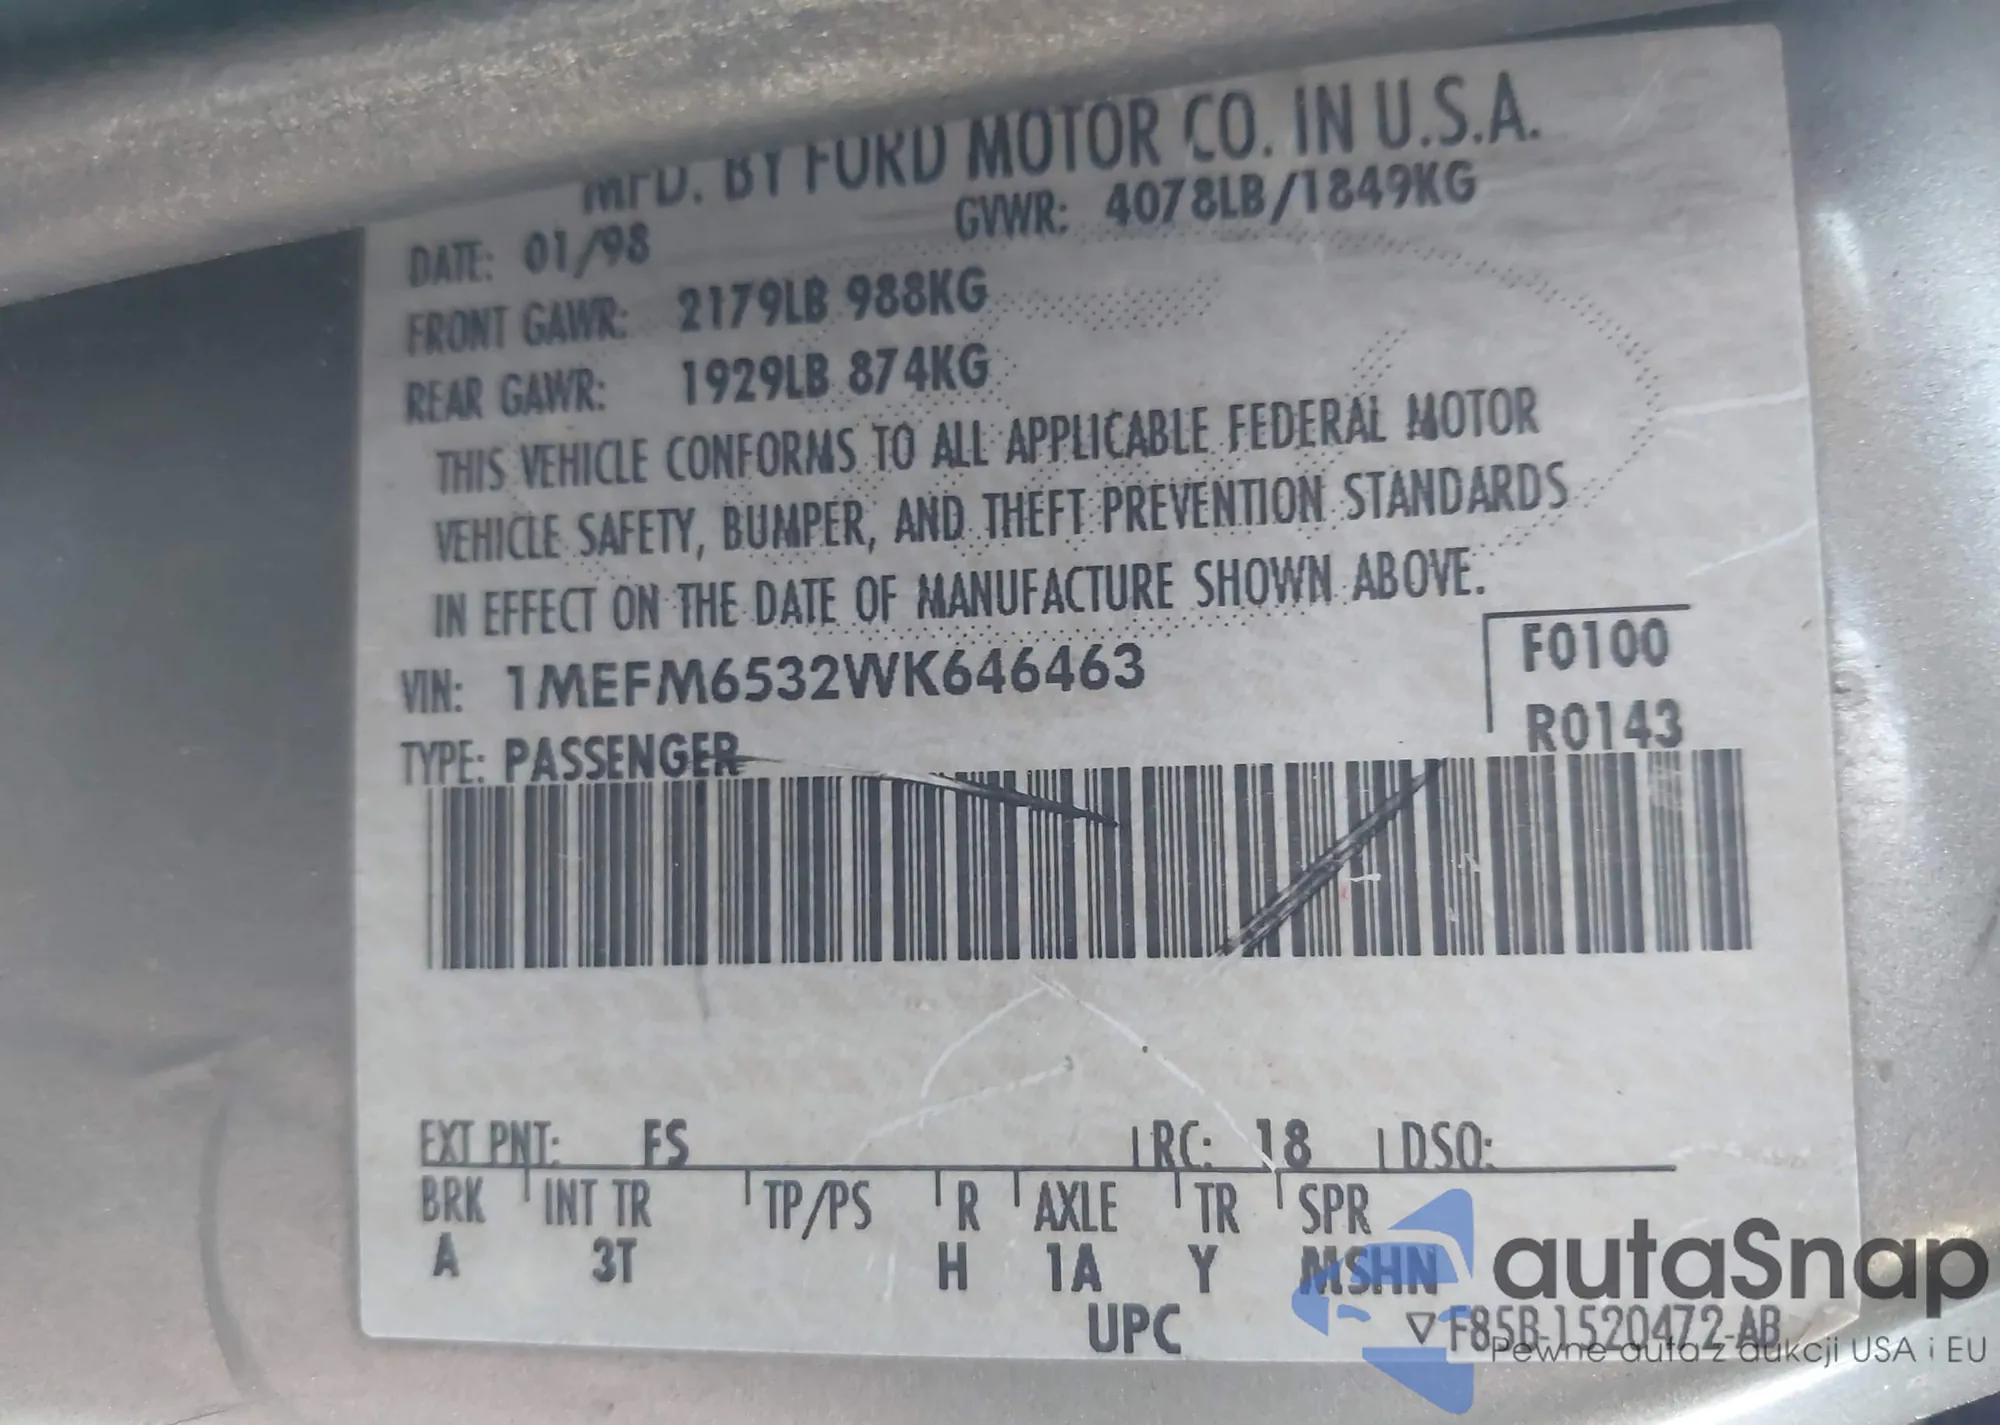 MFD. BY FORD MOTOR CO. IN U.S.A.
DATE: 01/98 GVWR: 4078LB/1849KG
FRONT GAWR: 2179LB 988KG
REAR GAWR: 1929LB 874KG
THIS VEHICLE CONFORMS TO ALL APPLICABLE FEDERAL MOTOR
VEHICLE SAFETY, BUMPER, AND THEFT PREVENTION STANDARDS
IN EFFECT ON THE DATE OF MANUFACTURE SHOWN ABOVE.
F0100
VIN: 1MEFM6532WK646463
R0143
TYPE: PASSENGER
EXT PNT: FS RC: 18 DSO:
BRK INT TR TP/PS R AXLE TR SPR
A 3T H 1A Y MSHN
UPC ▽F85B-1520472-AB
autaSnap
Pewne auta z aukcji USA i EU